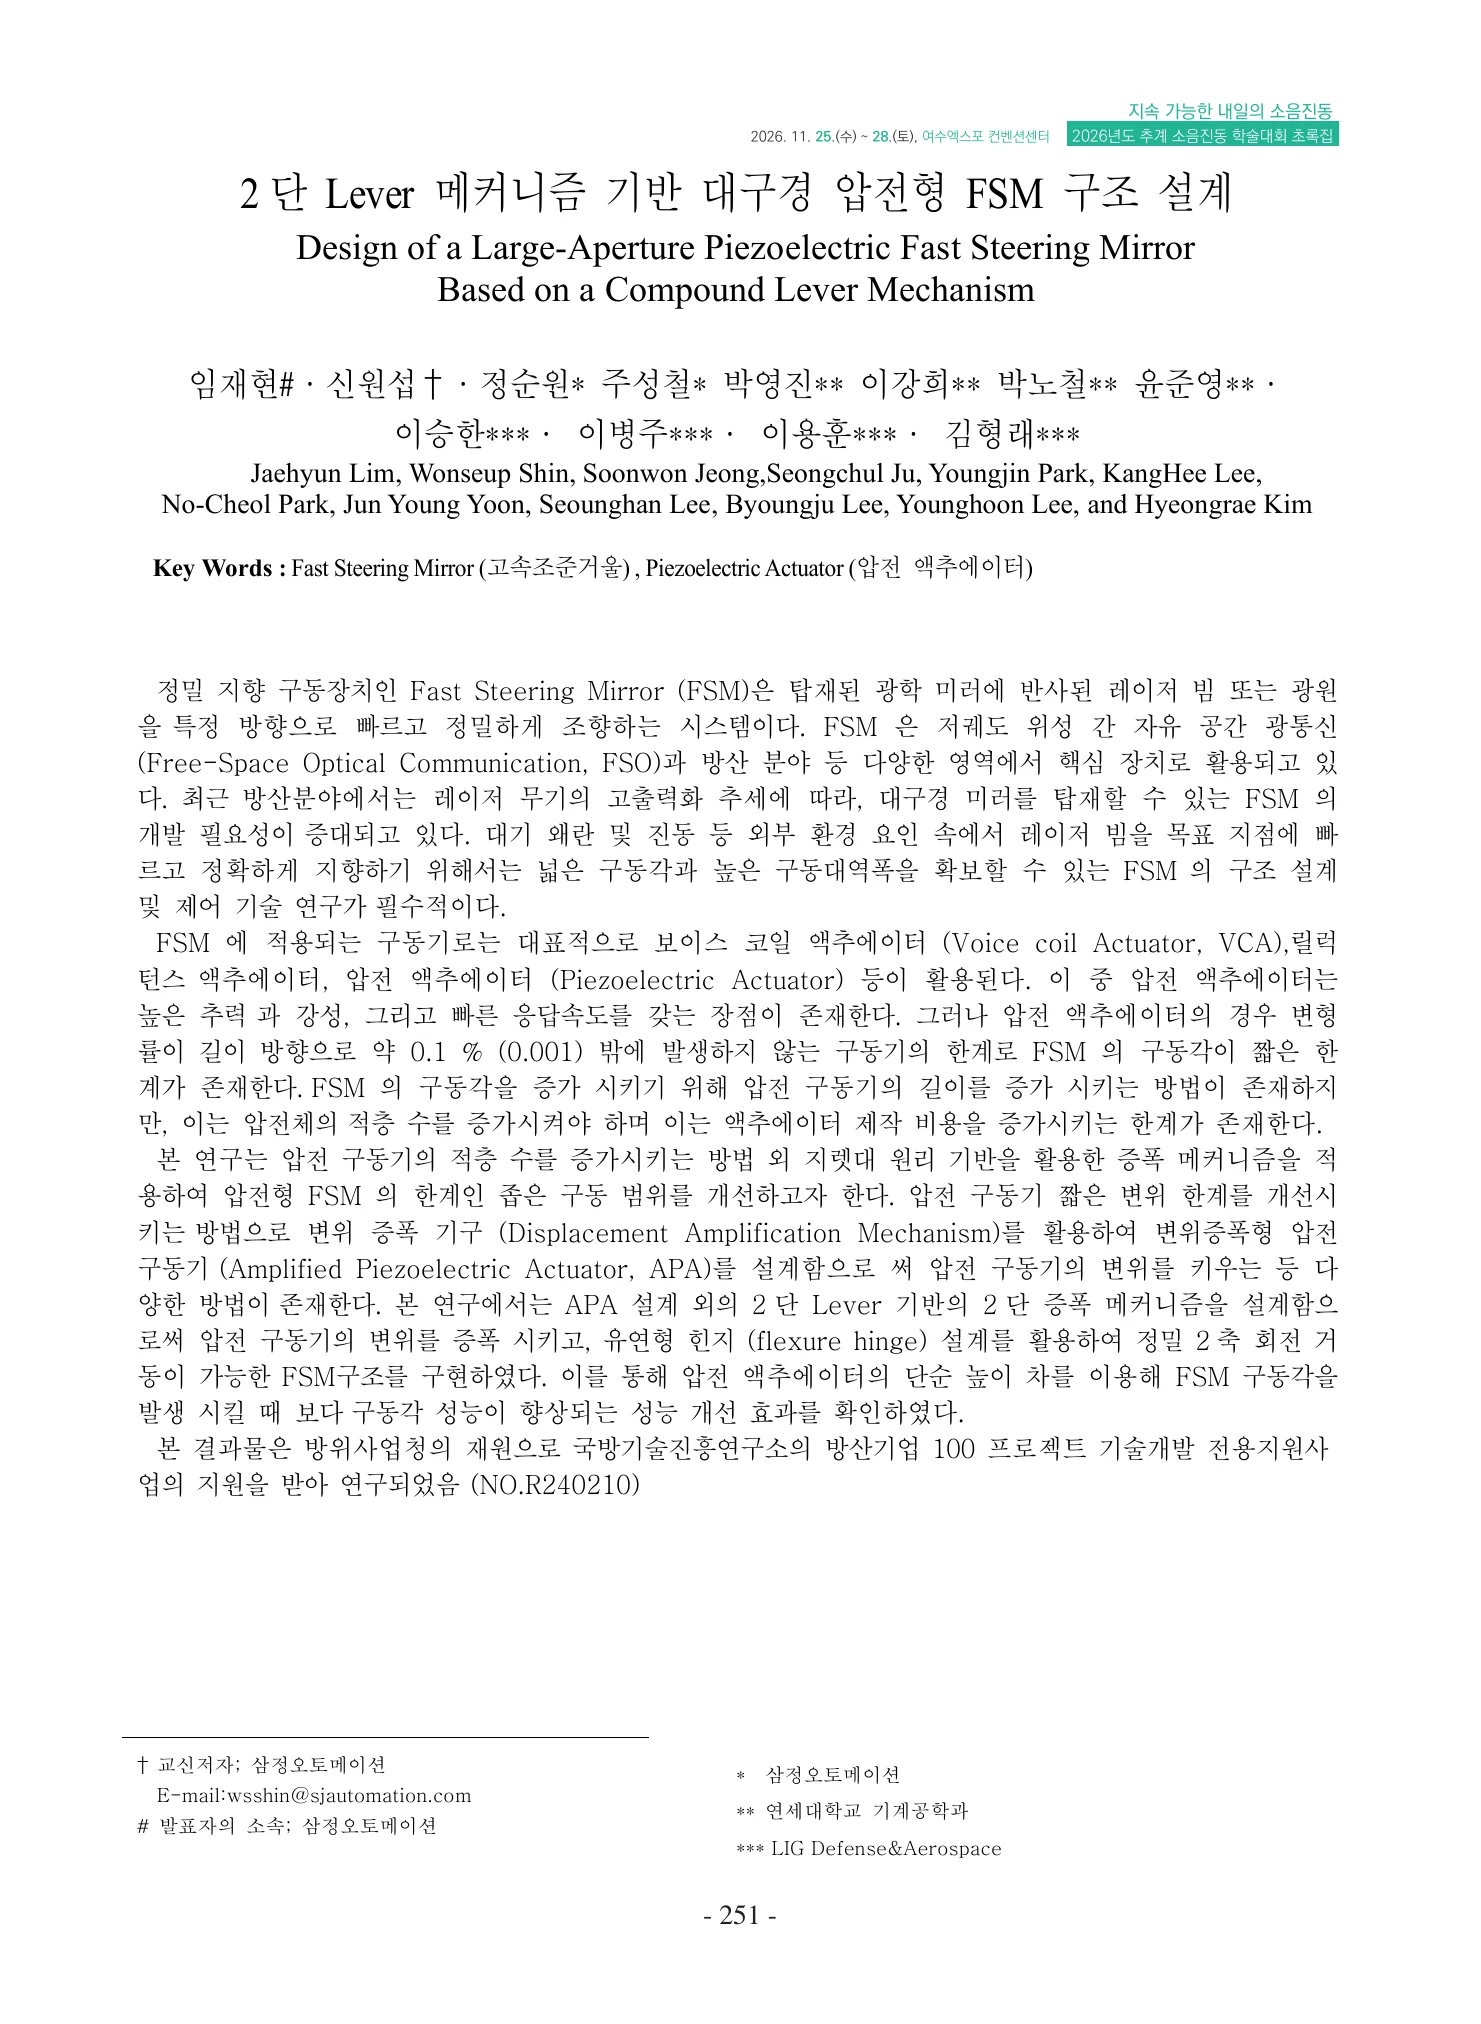 지속 가능한 내일의 소음진동
2026. 11. 25.(수) ~ 28.(토), 여수엑스포 컨벤션센터 2026년도 추계 소음진동 학술대회 초록집
2 단 Lever 메커니즘 기반 대구경 압전형 FSM 구조 설계
Design of a Large-Aperture Piezoelectric Fast Steering Mirror
Based on a Compound Lever Mechanism
임재현# · 신원섭† · 정순원* 주성철* 박영진** 이강희** 박노철** 윤준영** ·
이승한*** · 이병주*** · 이용훈*** · 김형래***
Jaehyun Lim, Wonseup Shin, Soonwon Jeong,Seongchul Ju, Youngjin Park, KangHee Lee,
No-Cheol Park, Jun Young Yoon, Seounghan Lee, Byoungju Lee, Younghoon Lee, and Hyeongrae Kim
Key Words : Fast Steering Mirror (고속조준거울) , Piezoelectric Actuator (압전 액추에이터)
정밀 지향 구동장치인 Fast Steering Mirror (FSM)은 탑재된 광학 미러에 반사된 레이저 빔 또는 광원
을 특정 방향으로 빠르고 정밀하게 조향하는 시스템이다. FSM 은 저궤도 위성 간 자유 공간 광통신
(Free-Space Optical Communication, FSO)과 방산 분야 등 다양한 영역에서 핵심 장치로 활용되고 있
다. 최근 방산분야에서는 레이저 무기의 고출력화 추세에 따라, 대구경 미러를 탑재할 수 있는 FSM 의
개발 필요성이 증대되고 있다. 대기 왜란 및 진동 등 외부 환경 요인 속에서 레이저 빔을 목표 지점에 빠
르고 정확하게 지향하기 위해서는 넓은 구동각과 높은 구동대역폭을 확보할 수 있는 FSM 의 구조 설계
및 제어 기술 연구가 필수적이다.
FSM 에 적용되는 구동기로는 대표적으로 보이스 코일 액추에이터 (Voice coil Actuator, VCA),릴럭
턴스 액추에이터, 압전 액추에이터 (Piezoelectric Actuator) 등이 활용된다. 이 중 압전 액추에이터는
높은 추력 과 강성, 그리고 빠른 응답속도를 갖는 장점이 존재한다. 그러나 압전 액추에이터의 경우 변형
률이 길이 방향으로 약 0.1 % (0.001) 밖에 발생하지 않는 구동기의 한계로 FSM 의 구동각이 짧은 한
계가 존재한다. FSM 의 구동각을 증가 시키기 위해 압전 구동기의 길이를 증가 시키는 방법이 존재하지
만, 이는 압전체의 적층 수를 증가시켜야 하며 이는 액추에이터 제작 비용을 증가시키는 한계가 존재한다.
본 연구는 압전 구동기의 적층 수를 증가시키는 방법 외 지렛대 원리 기반을 활용한 증폭 메커니즘을 적
용하여 압전형 FSM 의 한계인 좁은 구동 범위를 개선하고자 한다. 압전 구동기 짧은 변위 한계를 개선시
키는 방법으로 변위 증폭 기구 (Displacement Amplification Mechanism)를 활용하여 변위증폭형 압전
구동기 (Amplified Piezoelectric Actuator, APA)를 설계함으로 써 압전 구동기의 변위를 키우는 등 다
양한 방법이 존재한다. 본 연구에서는 APA 설계 외의 2 단 Lever 기반의 2 단 증폭 메커니즘을 설계함으
로써 압전 구동기의 변위를 증폭 시키고, 유연형 힌지 (flexure hinge) 설계를 활용하여 정밀 2 축 회전 거
동이 가능한 FSM구조를 구현하였다. 이를 통해 압전 액추에이터의 단순 높이 차를 이용해 FSM 구동각을
발생 시킬 때 보다 구동각 성능이 향상되는 성능 개선 효과를 확인하였다.
본 결과물은 방위사업청의 재원으로 국방기술진흥연구소의 방산기업 100 프로젝트 기술개발 전용지원사
업의 지원을 받아 연구되었음 (NO.R240210)
† 교신저자; 삼정오토메이션
E-mail:wsshin@sjautomation.com
# 발표자의 소속; 삼정오토메이션
* 삼정오토메이션
** 연세대학교 기계공학과
*** LIG Defense&Aerospace
- 251 -